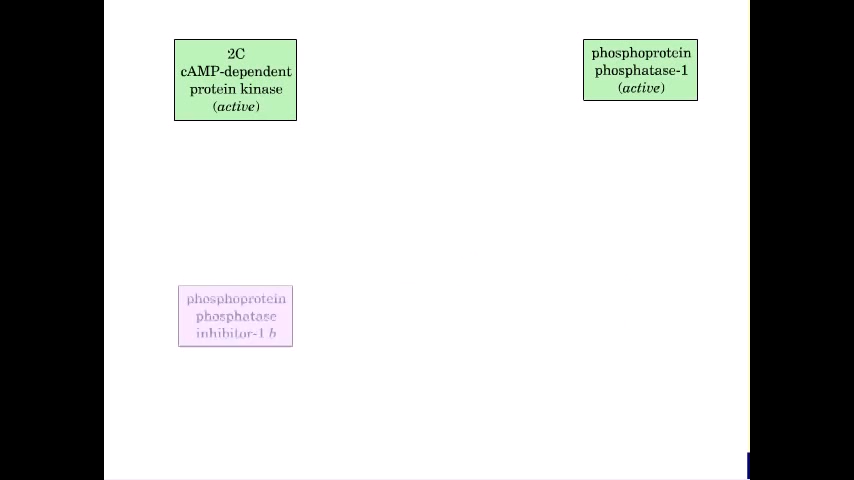 2C
cAMP-dependent
protein kinase
(active)
phosphoprotein
phosphatase-1
(active)
phosphoprotein
phosphatase
inhibitor-1 b